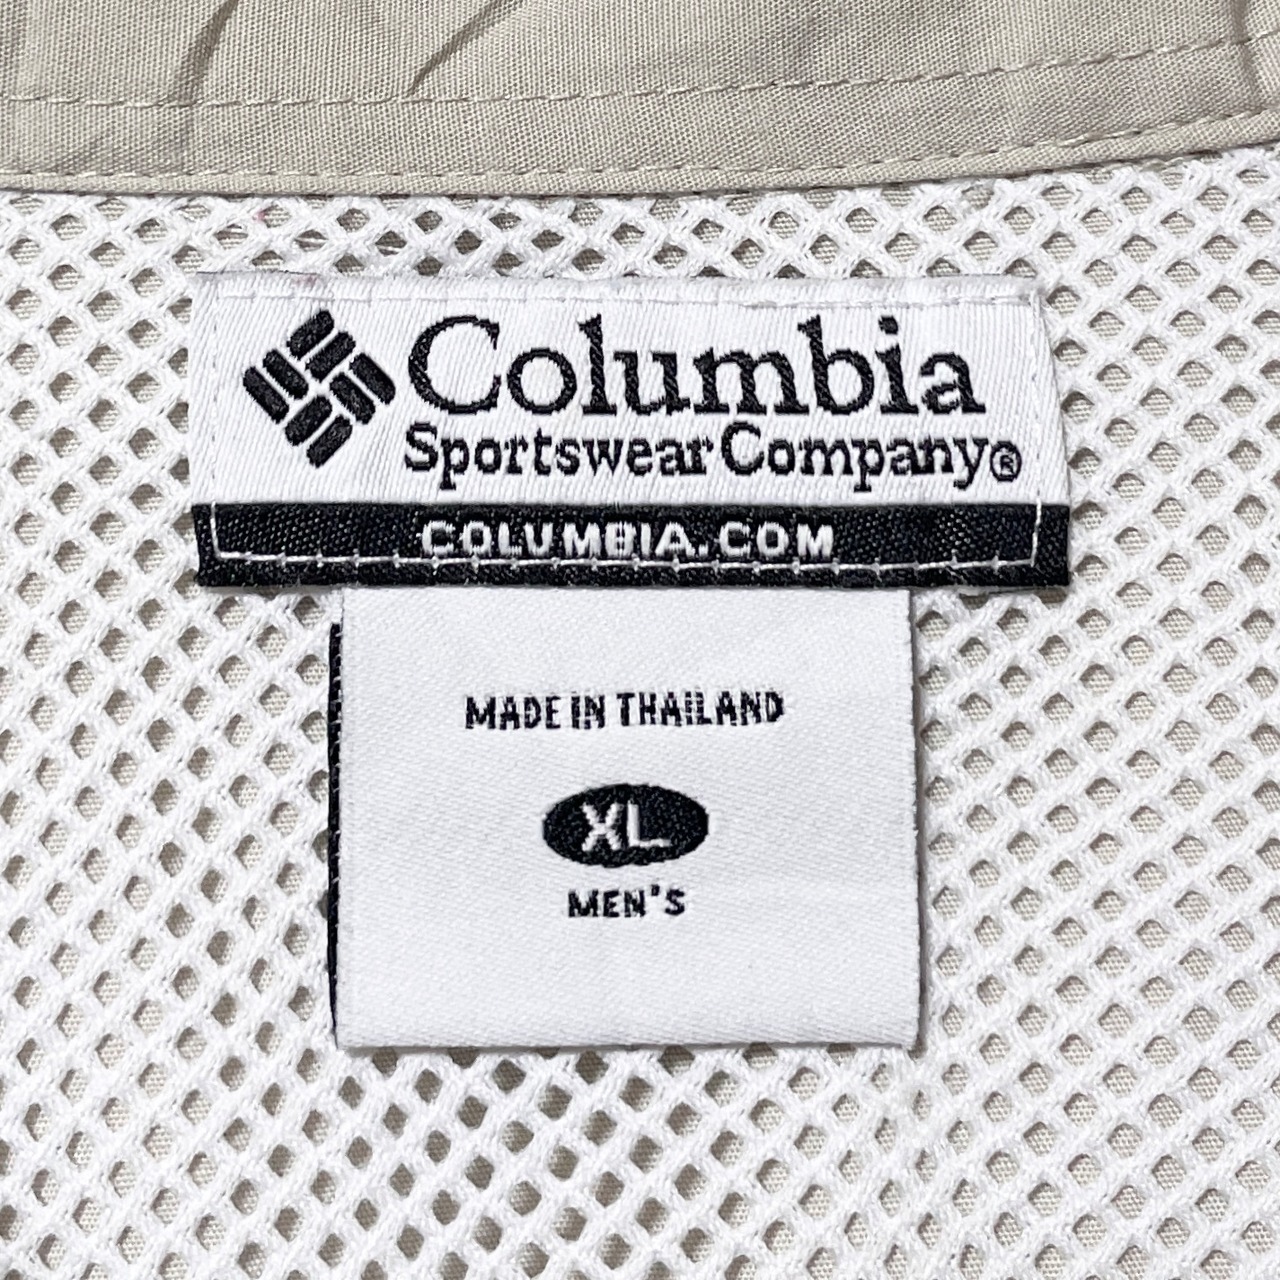 Columbia
Sportswear Company®
COLUMBIA.COM
MADE IN THAILAND
XL
MEN'S